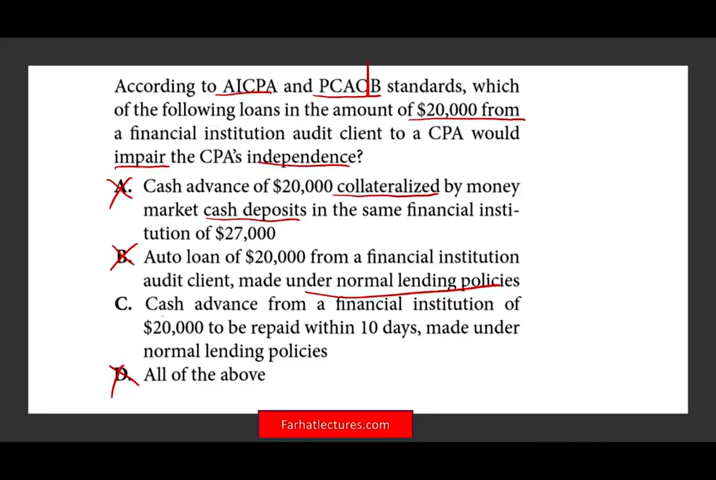 According to AICPA and PCAOB standards, which
of the following loans in the amount of $20,000 from
a financial institution audit client to a CPA would
impair the CPA's independence?
A. Cash advance of $20,000 collateralized by money
market cash deposits in the same financial insti-
tution of $27,000
B. Auto loan of $20,000 from a financial institution
audit client, made under normal lending policies
C. Cash advance from a financial institution of
$20,000 to be repaid within 10 days, made under
normal lending policies
D. All of the above
Farhatlectures.com